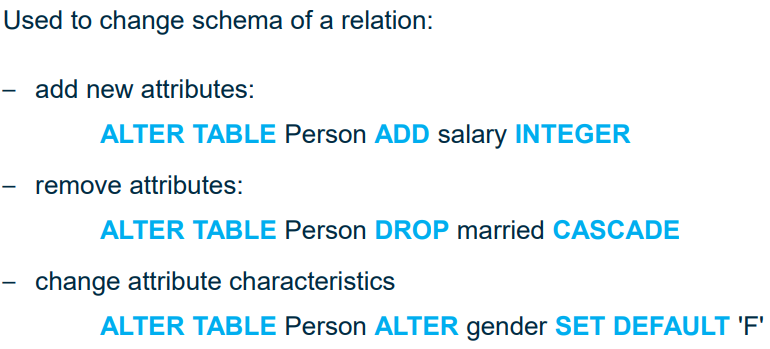 Used to change schema of a relation:
– add new attributes:
ALTER TABLE Person ADD salary INTEGER
– remove attributes:
ALTER TABLE Person DROP married CASCADE
– change attribute characteristics
ALTER TABLE Person ALTER gender SET DEFAULT 'F'